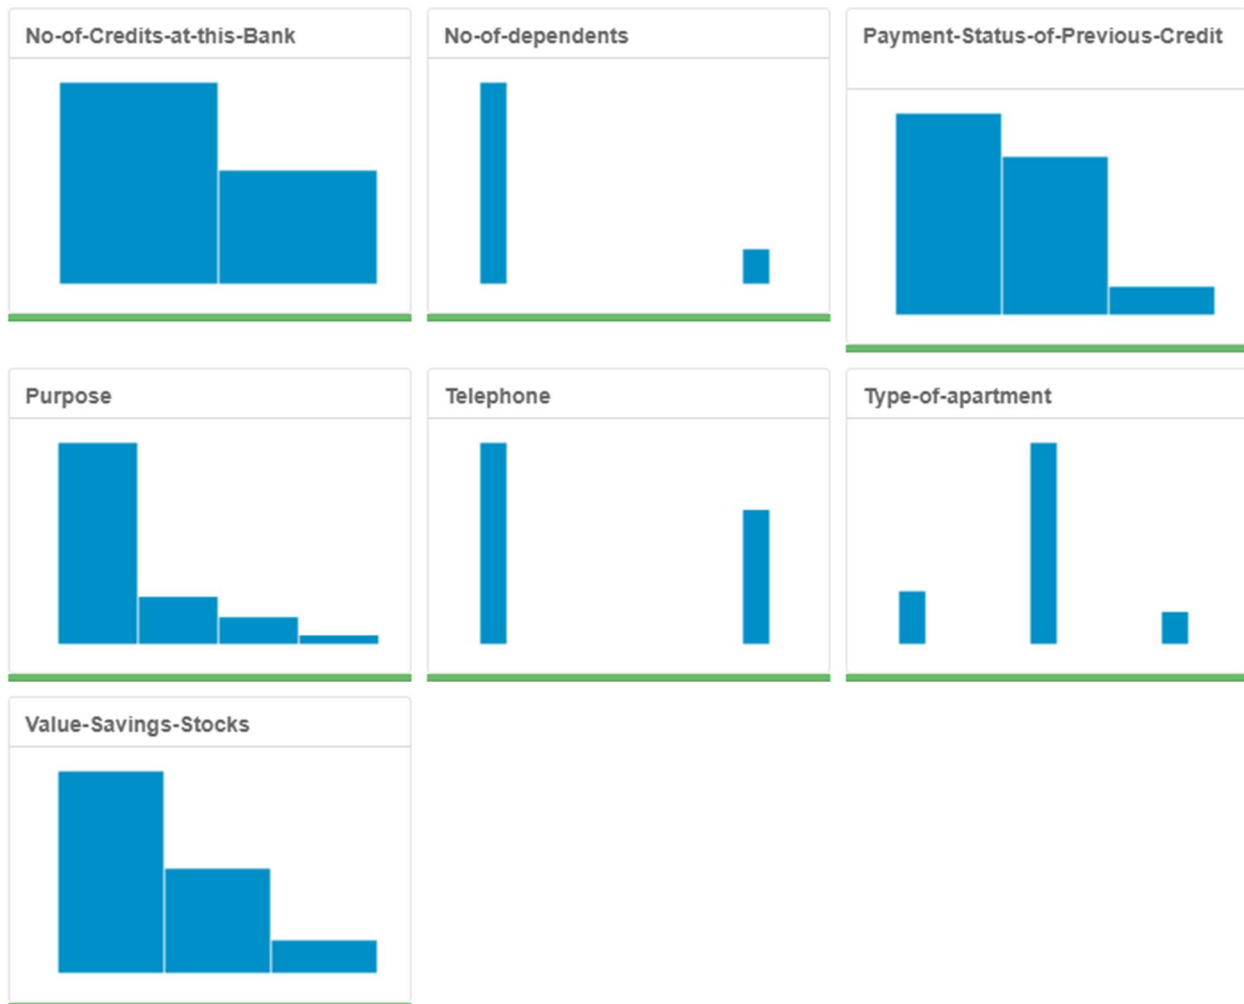 No-of-Credits-at-this-Bank
No-of-dependents
Payment-Status-of-Previous-Credit
Purpose
Telephone
Type-of-apartment
Value-Savings-Stocks